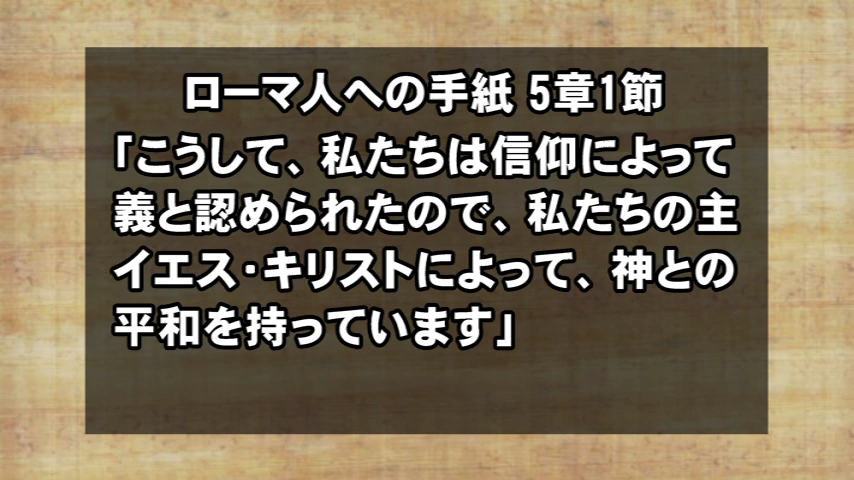 ローマ人への手紙 5章1節
「こうして、私たちは信仰によって
義と認められたので、私たちの主
イエス・キリストによって、神との
平和を持っています」